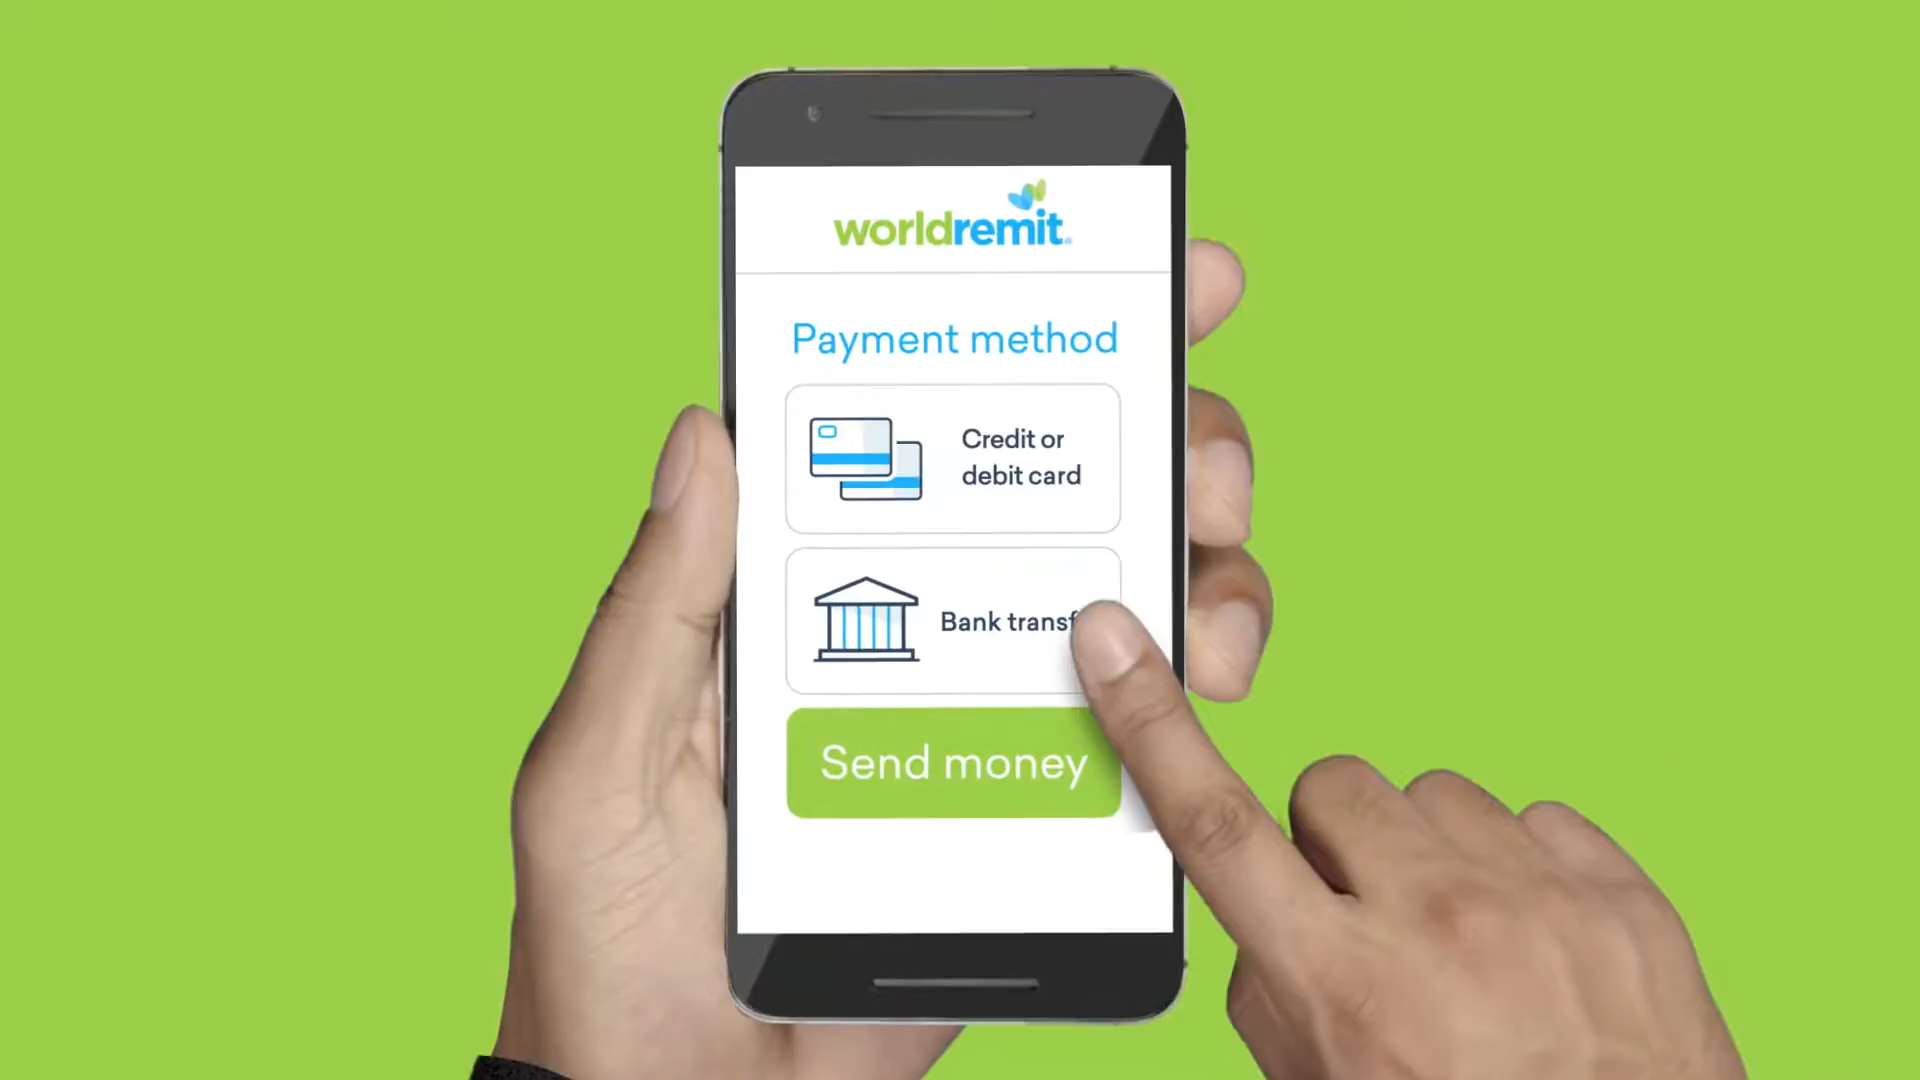 worldremit
Payment method
Credit or
debit card
Bank transf
Send money